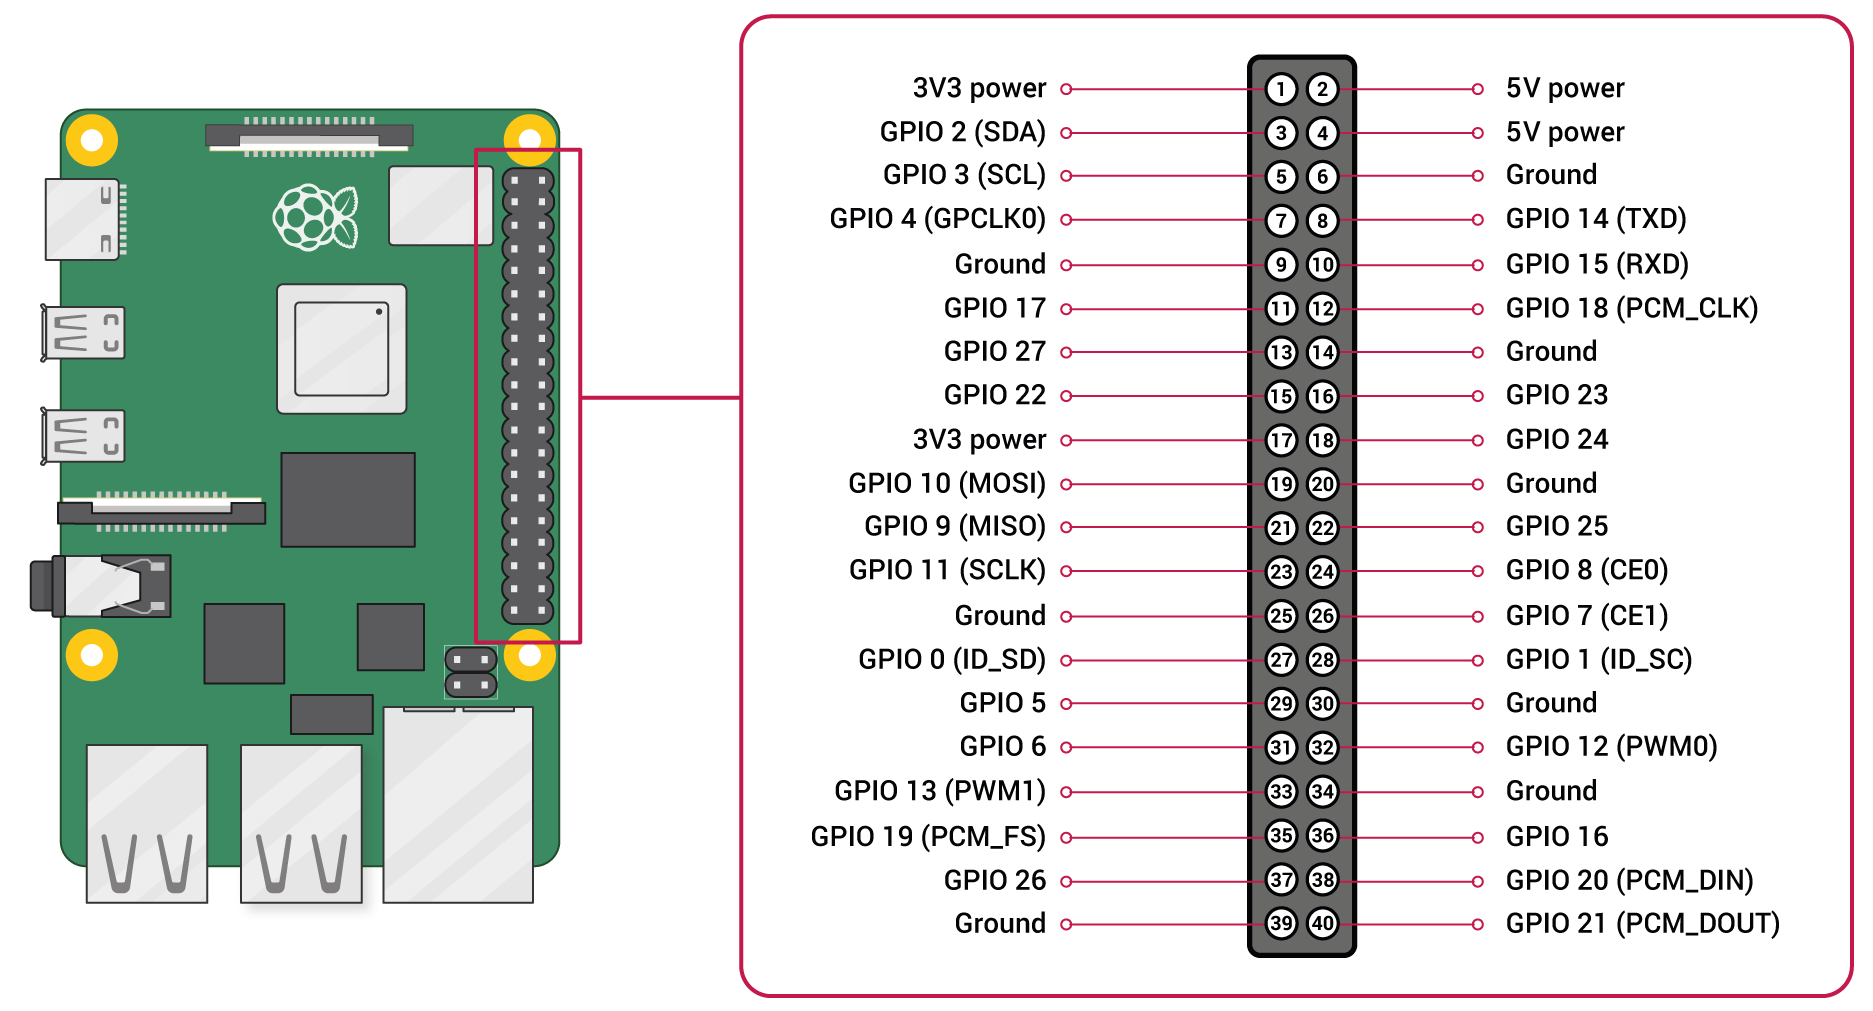 3V3 power 1 2 5V power
GPIO 2 (SDA) 3 4 5V power
GPIO 3 (SCL) 5 6 Ground
GPIO 4 (GPCLK0) 7 8 GPIO 14 (TXD)
Ground 9 10 GPIO 15 (RXD)
GPIO 17 11 12 GPIO 18 (PCM_CLK)
GPIO 27 13 14 Ground
GPIO 22 15 16 GPIO 23
3V3 power 17 18 GPIO 24
GPIO 10 (MOSI) 19 20 Ground
GPIO 9 (MISO) 21 22 GPIO 25
GPIO 11 (SCLK) 23 24 GPIO 8 (CE0)
Ground 25 26 GPIO 7 (CE1)
GPIO 0 (ID_SD) 27 28 GPIO 1 (ID_SC)
GPIO 5 29 30 Ground
GPIO 6 31 32 GPIO 12 (PWM0)
GPIO 13 (PWM1) 33 34 Ground
GPIO 19 (PCM_FS) 35 36 GPIO 16
GPIO 26 37 38 GPIO 20 (PCM_DIN)
Ground 39 40 GPIO 21 (PCM_DOUT)